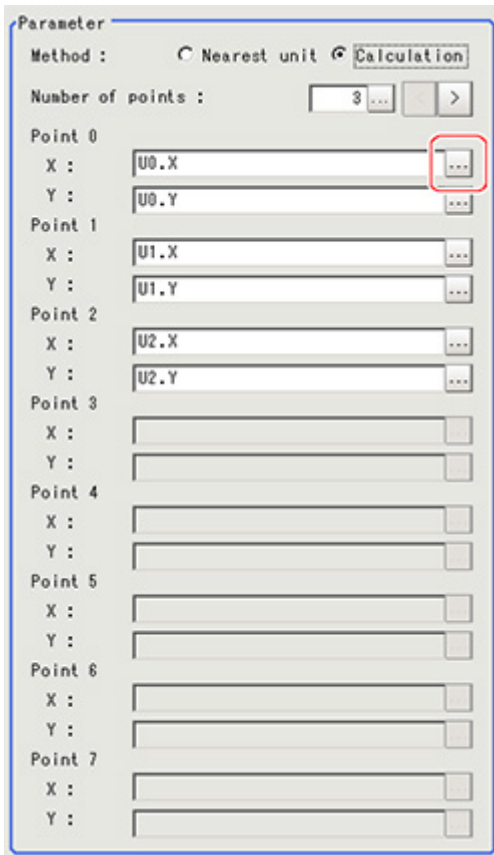 Parameter
Method : Nearest unit Calculation
Number of points : 3 ... < >
Point 0
X : U0.X ...
Y : U0.Y ...
Point 1
X : U1.X ...
Y : U1.Y ...
Point 2
X : U2.X ...
Y : U2.Y ...
Point 3
X : ...
Y : ...
Point 4
X : ...
Y : ...
Point 5
X : ...
Y : ...
Point 6
X : ...
Y : ...
Point 7
X : ...
Y : ...